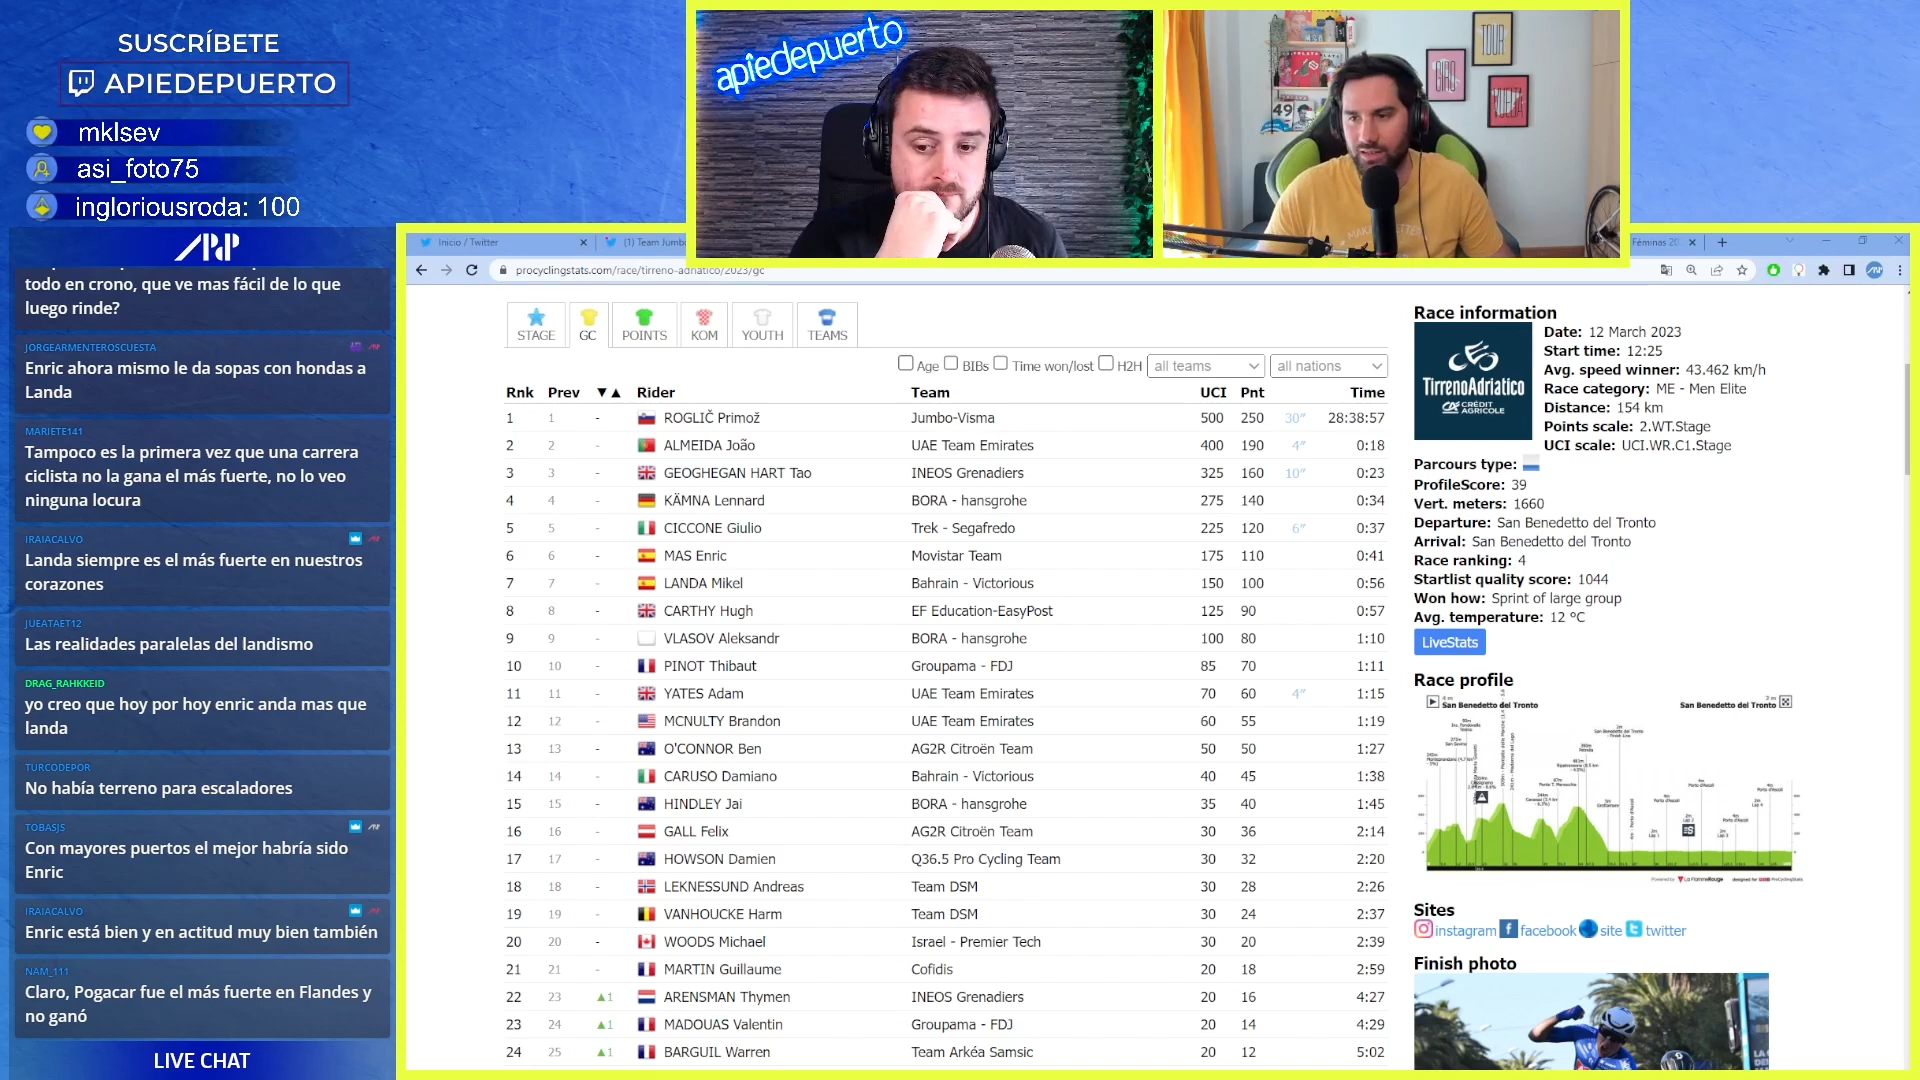 SUSCRÍBETE
APIEDEPUERTO
mklsev
asi_foto75
ingloriousroda: 100
todo en crono, que ve mas fácil de lo que
luego rinde?
JORGEARMENTEROSCUESTA
Enric ahora mismo le da sopas con hondas a
Landa
MARIETE141
Tampoco es la primera vez que una carrera
ciclista no la gana el más fuerte, no lo veo
ninguna locura
IRAIACALVO
Landa siempre es el más fuerte en nuestros
corazones
JUEATAET12
Las realidades paralelas del landismo
DRAG_RAHKKEID
yo creo que hoy por hoy enric anda mas que
landa
TURCODEPOR
No había terreno para escaladores
TOBASJS
Con mayores puertos el mejor habría sido
Enric
IRAIACALVO
Enric está bien y en actitud muy bien también
NAM_111
Claro, Pogacar fue el más fuerte en Flandes y
no ganó
LIVE CHAT
apiedepuerto
TOUR
GIRO
VUELTA
49
Inicio / Twitter
(1) Team Jumbo
Féminas 20
procyclingstats.com/race/tirreno-adriatico/2023/gc
STAGE GC POINTS KOM YOUTH TEAMS
Age BIBs Time won/lost H2H all teams all nations
Rnk Prev ▼▲ Rider Team UCI Pnt Time
1 1 - ROGLIČ Primož Jumbo-Visma 500 250 30″ 28:38:57
2 2 - ALMEIDA João UAE Team Emirates 400 190 4″ 0:18
3 3 - GEOGHEGAN HART Tao INEOS Grenadiers 325 160 10″ 0:23
4 4 - KÄMNA Lennard BORA - hansgrohe 275 140 0:34
5 5 - CICCONE Giulio Trek - Segafredo 225 120 6″ 0:37
6 6 - MAS Enric Movistar Team 175 110 0:41
7 7 - LANDA Mikel Bahrain - Victorious 150 100 0:56
8 8 - CARTHY Hugh EF Education-EasyPost 125 90 0:57
9 9 - VLASOV Aleksandr BORA - hansgrohe 100 80 1:10
10 10 - PINOT Thibaut Groupama - FDJ 85 70 1:11
11 11 - YATES Adam UAE Team Emirates 70 60 4″ 1:15
12 12 - MCNULTY Brandon UAE Team Emirates 60 55 1:19
13 13 - O'CONNOR Ben AG2R Citroën Team 50 50 1:27
14 14 - CARUSO Damiano Bahrain - Victorious 40 45 1:38
15 15 - HINDLEY Jai BORA - hansgrohe 35 40 1:45
16 16 - GALL Felix AG2R Citroën Team 30 36 2:14
17 17 - HOWSON Damien Q36.5 Pro Cycling Team 30 32 2:20
18 18 - LEKNESSUND Andreas Team DSM 30 28 2:26
19 19 - VANHOUCKE Harm Team DSM 30 24 2:37
20 20 - WOODS Michael Israel - Premier Tech 30 20 2:39
21 21 - MARTIN Guillaume Cofidis 20 18 2:59
22 23 ▲1 ARENSMAN Thymen INEOS Grenadiers 20 16 4:27
23 24 ▲1 MADOUAS Valentin Groupama - FDJ 20 14 4:29
24 25 ▲1 BARGUIL Warren Team Arkéa Samsic 20 12 5:02
Race information
TirrenoAdriatico
CRÉDIT
AGRICOLE
Date: 12 March 2023
Start time: 12:25
Avg. speed winner: 43.462 km/h
Race category: ME - Men Elite
Distance: 154 km
Points scale: 2.WT.Stage
UCI scale: UCI.WR.C1.Stage
Parcours type:
ProfileScore: 39
Vert. meters: 1660
Departure: San Benedetto del Tronto
Arrival: San Benedetto del Tronto
Race ranking: 4
Startlist quality score: 1044
Won how: Sprint of large group
Avg. temperature: 12 °C
LiveStats
Race profile
San Benedetto del Tronto San Benedetto del Tronto
Sites
instagram facebook site twitter
Finish photo